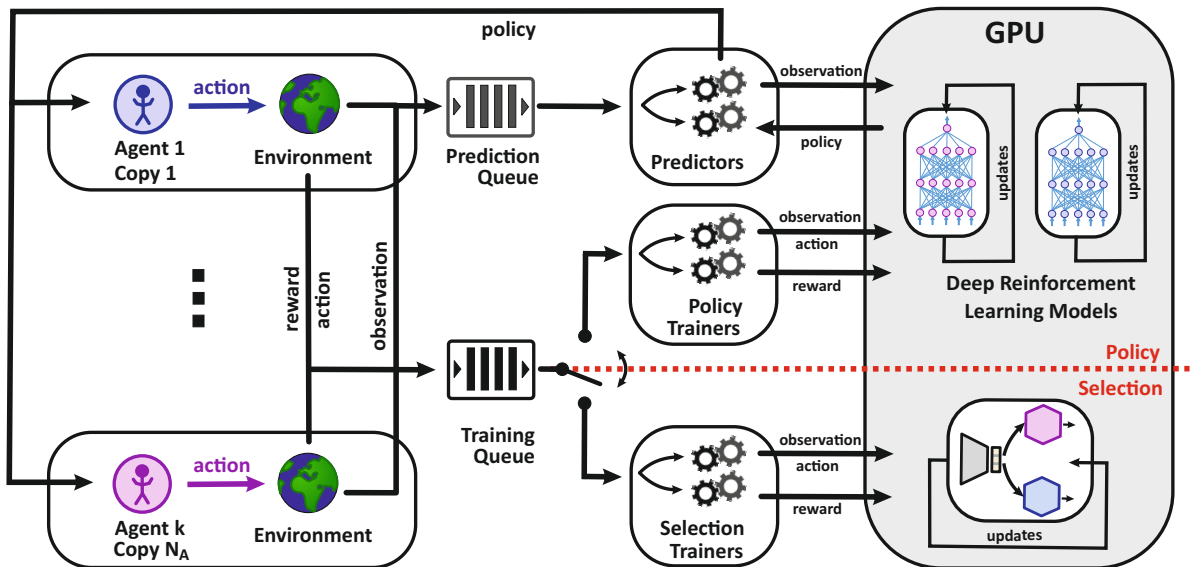 policy
GPU
action
Agent 1
Copy 1
Environment
Prediction
Queue
Predictors
observation
policy
updates
updates
Deep Reinforcement
Learning Models
reward
action
observation
Policy
Trainers
observation
action
reward
Training
Queue
Policy
Selection
action
Agent k
Copy N_A
Environment
Selection
Trainers
observation
action
reward
updates